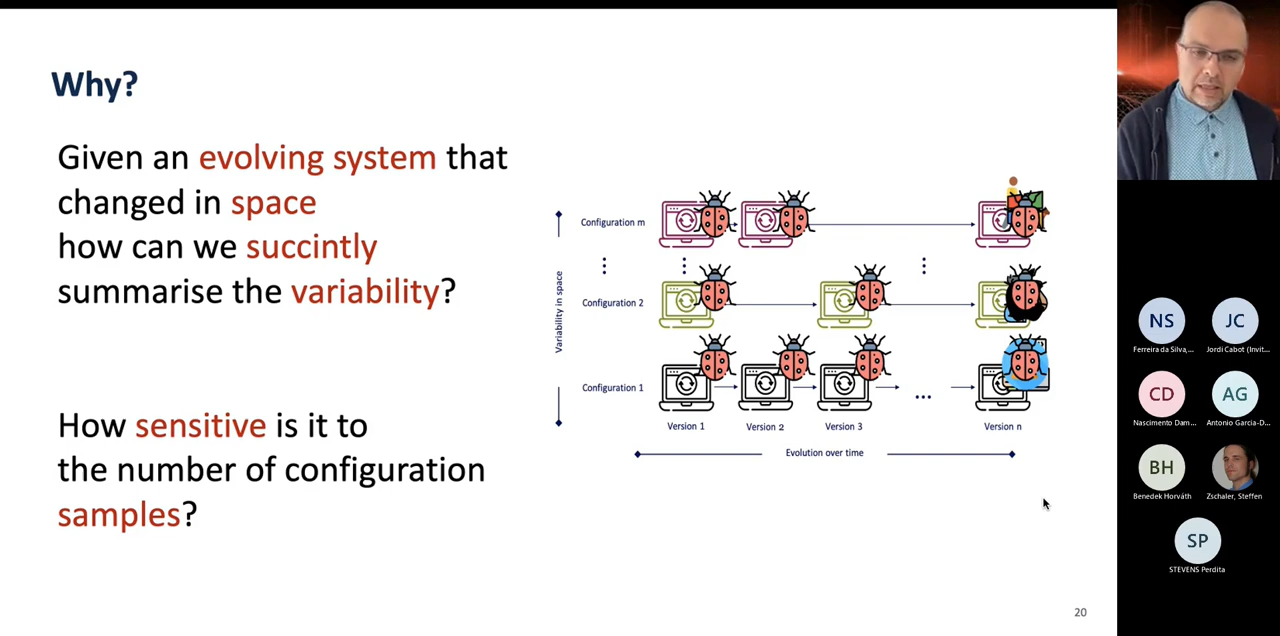 Why?
Given an evolving system that
changed in space
how can we succintly
summarise the variability?
How sensitive is it to
the number of configuration
samples?
Variability in space
Configuration m
Configuration 2
Configuration 1
...
Version 1
Version 2
Version 3
Version n
Evolution over time
20
NS
JC
Ferreira da Silva,...
Jordi Cabot (Invit...
CD
AG
Nascimento Dam...
Antonio Garcia-D...
BH
Benedek Horváth
Zschaler, Steffen
SP
STEVENS Perdita